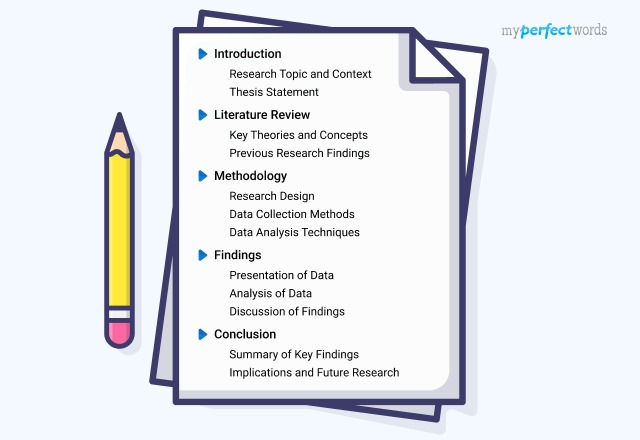 myperfectwords
Introduction
Research Topic and Context
Thesis Statement
Literature Review
Key Theories and Concepts
Previous Research Findings
Methodology
Research Design
Data Collection Methods
Data Analysis Techniques
Findings
Presentation of Data
Analysis of Data
Discussion of Findings
Conclusion
Summary of Key Findings
Implications and Future Research